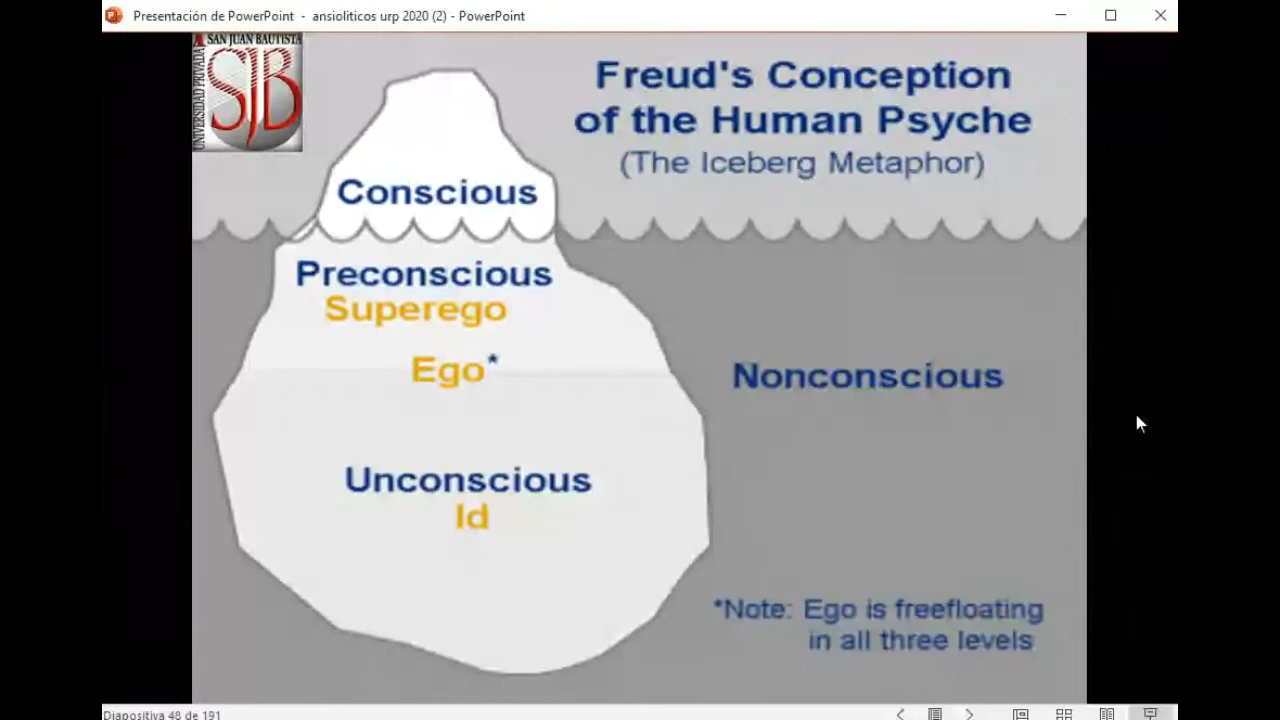 Presentación de PowerPoint - ansioliticos urp 2020 (2) - PowerPoint
SAN JUAN BAUTISTA
UNIVERSIDAD PRIVADA
SJB
Freud's Conception
of the Human Psyche
(The Iceberg Metaphor)
Conscious
Preconscious
Superego
Ego*
Nonconscious
Unconscious
Id
*Note: Ego is freefloating
in all three levels
Diapositiva 48 de 191